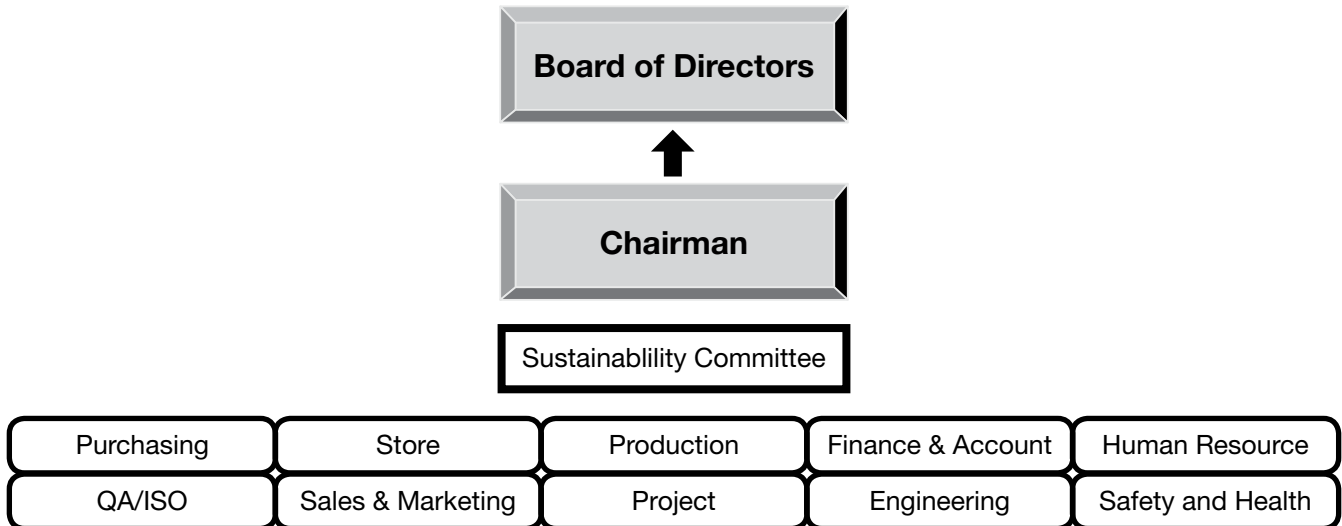 Board of Directors
Chairman
Sustainablility Committee
Purchasing Store Production Finance & Account Human Resource
QA/ISO Sales & Marketing Project Engineering Safety and Health